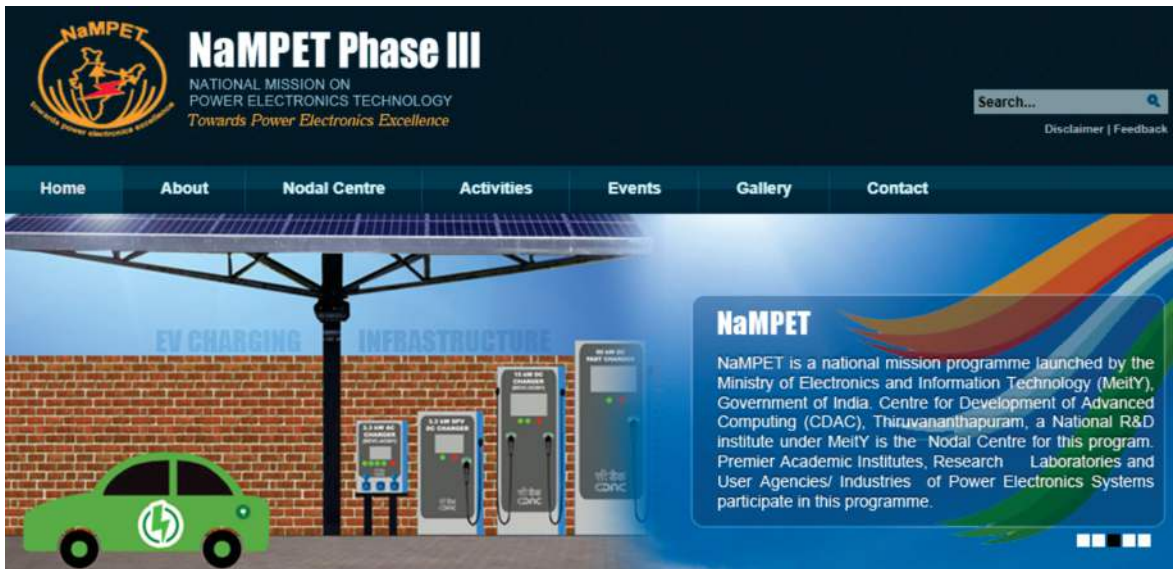 NaMPET
towards power electronics excellence
NaMPET Phase III
NATIONAL MISSION ON
POWER ELECTRONICS TECHNOLOGY
Towards Power Electronics Excellence
Search...
Disclaimer | Feedback
Home About Nodal Centre Activities Events Gallery Contact
EV CHARGING INFRASTRUCTURE
3.3 kW AC
CHARGER
DC CHARGER
15 kW DC
CHARGER
FAST CHARGER
सी डैक
CDAC
सी डैक
CDAC
NaMPET
NaMPET is a national mission programme launched by the
Ministry of Electronics and Information Technology (MeitY),
Government of India. Centre for Development of Advanced
Computing (CDAC), Thiruvananthapuram, a National R&D
institute under MeitY is the Nodal Centre for this program.
Premier Academic Institutes, Research Laboratories and
User Agencies/ Industries of Power Electronics Systems
participate in this programme.